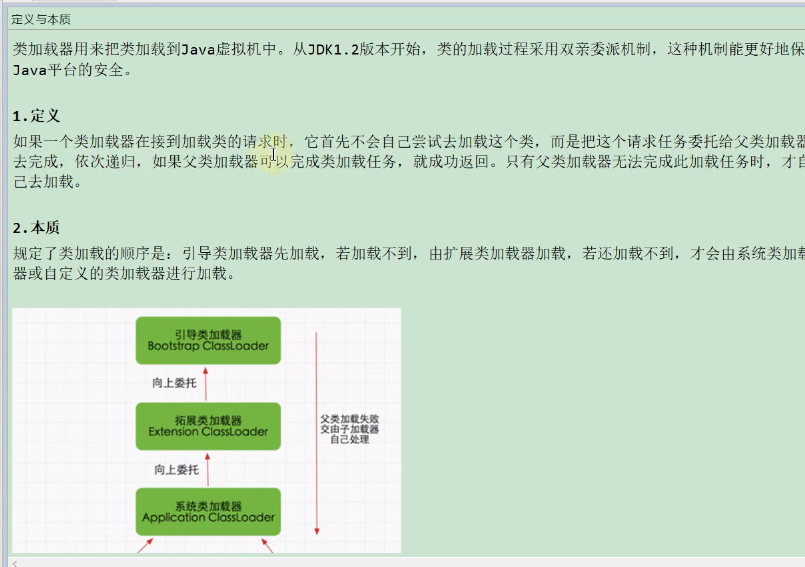 定义与本质
类加载器用来把类加载到Java虚拟机中。从JDK1.2版本开始，类的加载过程采用双亲委派机制，这种机制能更好地保
Java平台的安全。
1.定义
如果一个类加载器在接到加载类的请求时，它首先不会自己尝试去加载这个类，而是把这个请求任务委托给父类加载器
去完成，依次递归，如果父类加载器可以完成类加载任务，就成功返回。只有父类加载器无法完成此加载任务时，才自
己去加载。
2.本质
规定了类加载的顺序是：引导类加载器先加载，若加载不到，由扩展类加载器加载，若还加载不到，才会由系统类加载
器或自定义的类加载器进行加载。
引导类加载器
Bootstrap ClassLoader
向上委托
拓展类加载器
Extension ClassLoader
父类加载失败
交由子加载器
自己处理
向上委托
系统类加载器
Application ClassLoader